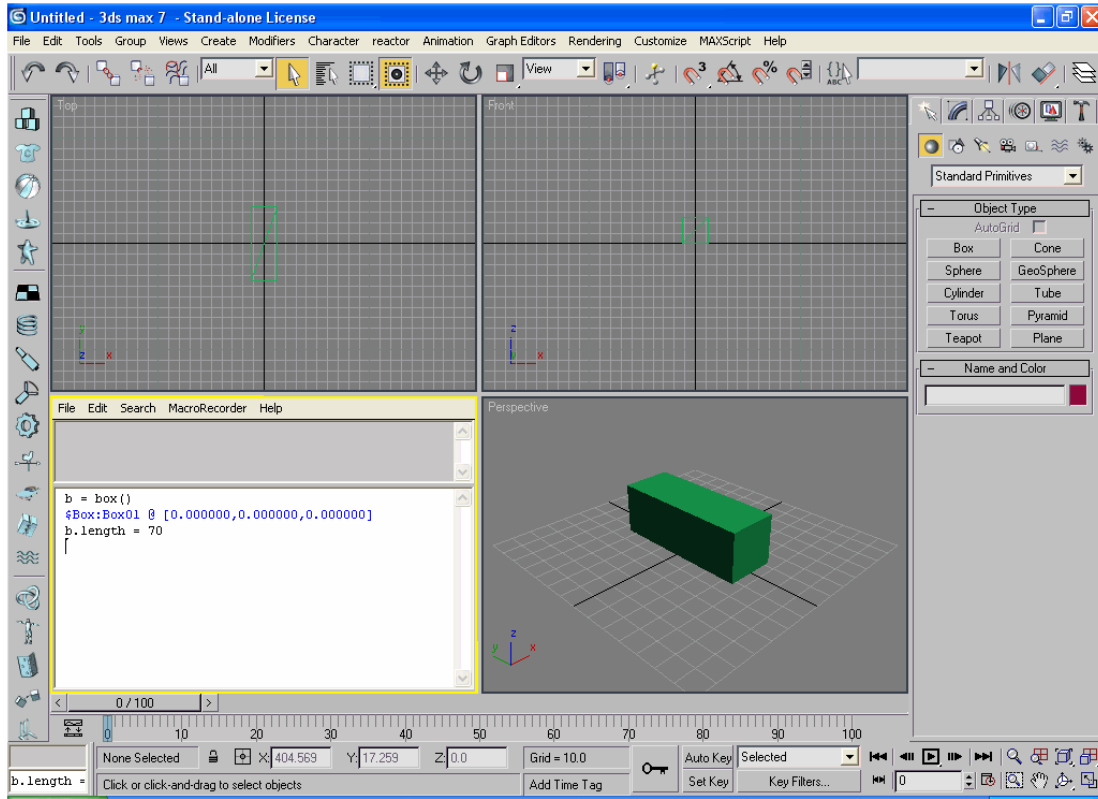 Untitled - 3ds max 7 - Stand-alone License
File Edit Tools Group Views Create Modifiers Character reactor Animation Graph Editors Rendering Customize MAXScript Help
All
View
ABC
3
%
Top
Front
Standard Primitives
Object Type
AutoGrid
Box Cone
Sphere GeoSphere
Cylinder Tube
Torus Pyramid
Teapot Plane
Name and Color
y
z x
z
y x
File Edit Search MacroRecorder Help
b = box()
$Box:Box01 @ [0.000000,0.000000,0.000000]
b.length = 70
Perspective
z
y x
0 / 100
0 10 20 30 40 50 60 70 80 90 100
None Selected X: 404.569 Y: 17.259 Z: 0.0 Grid = 10.0 Auto Key Selected
b.length = Click or click-and-drag to select objects Add Time Tag Set Key Key Filters... 0